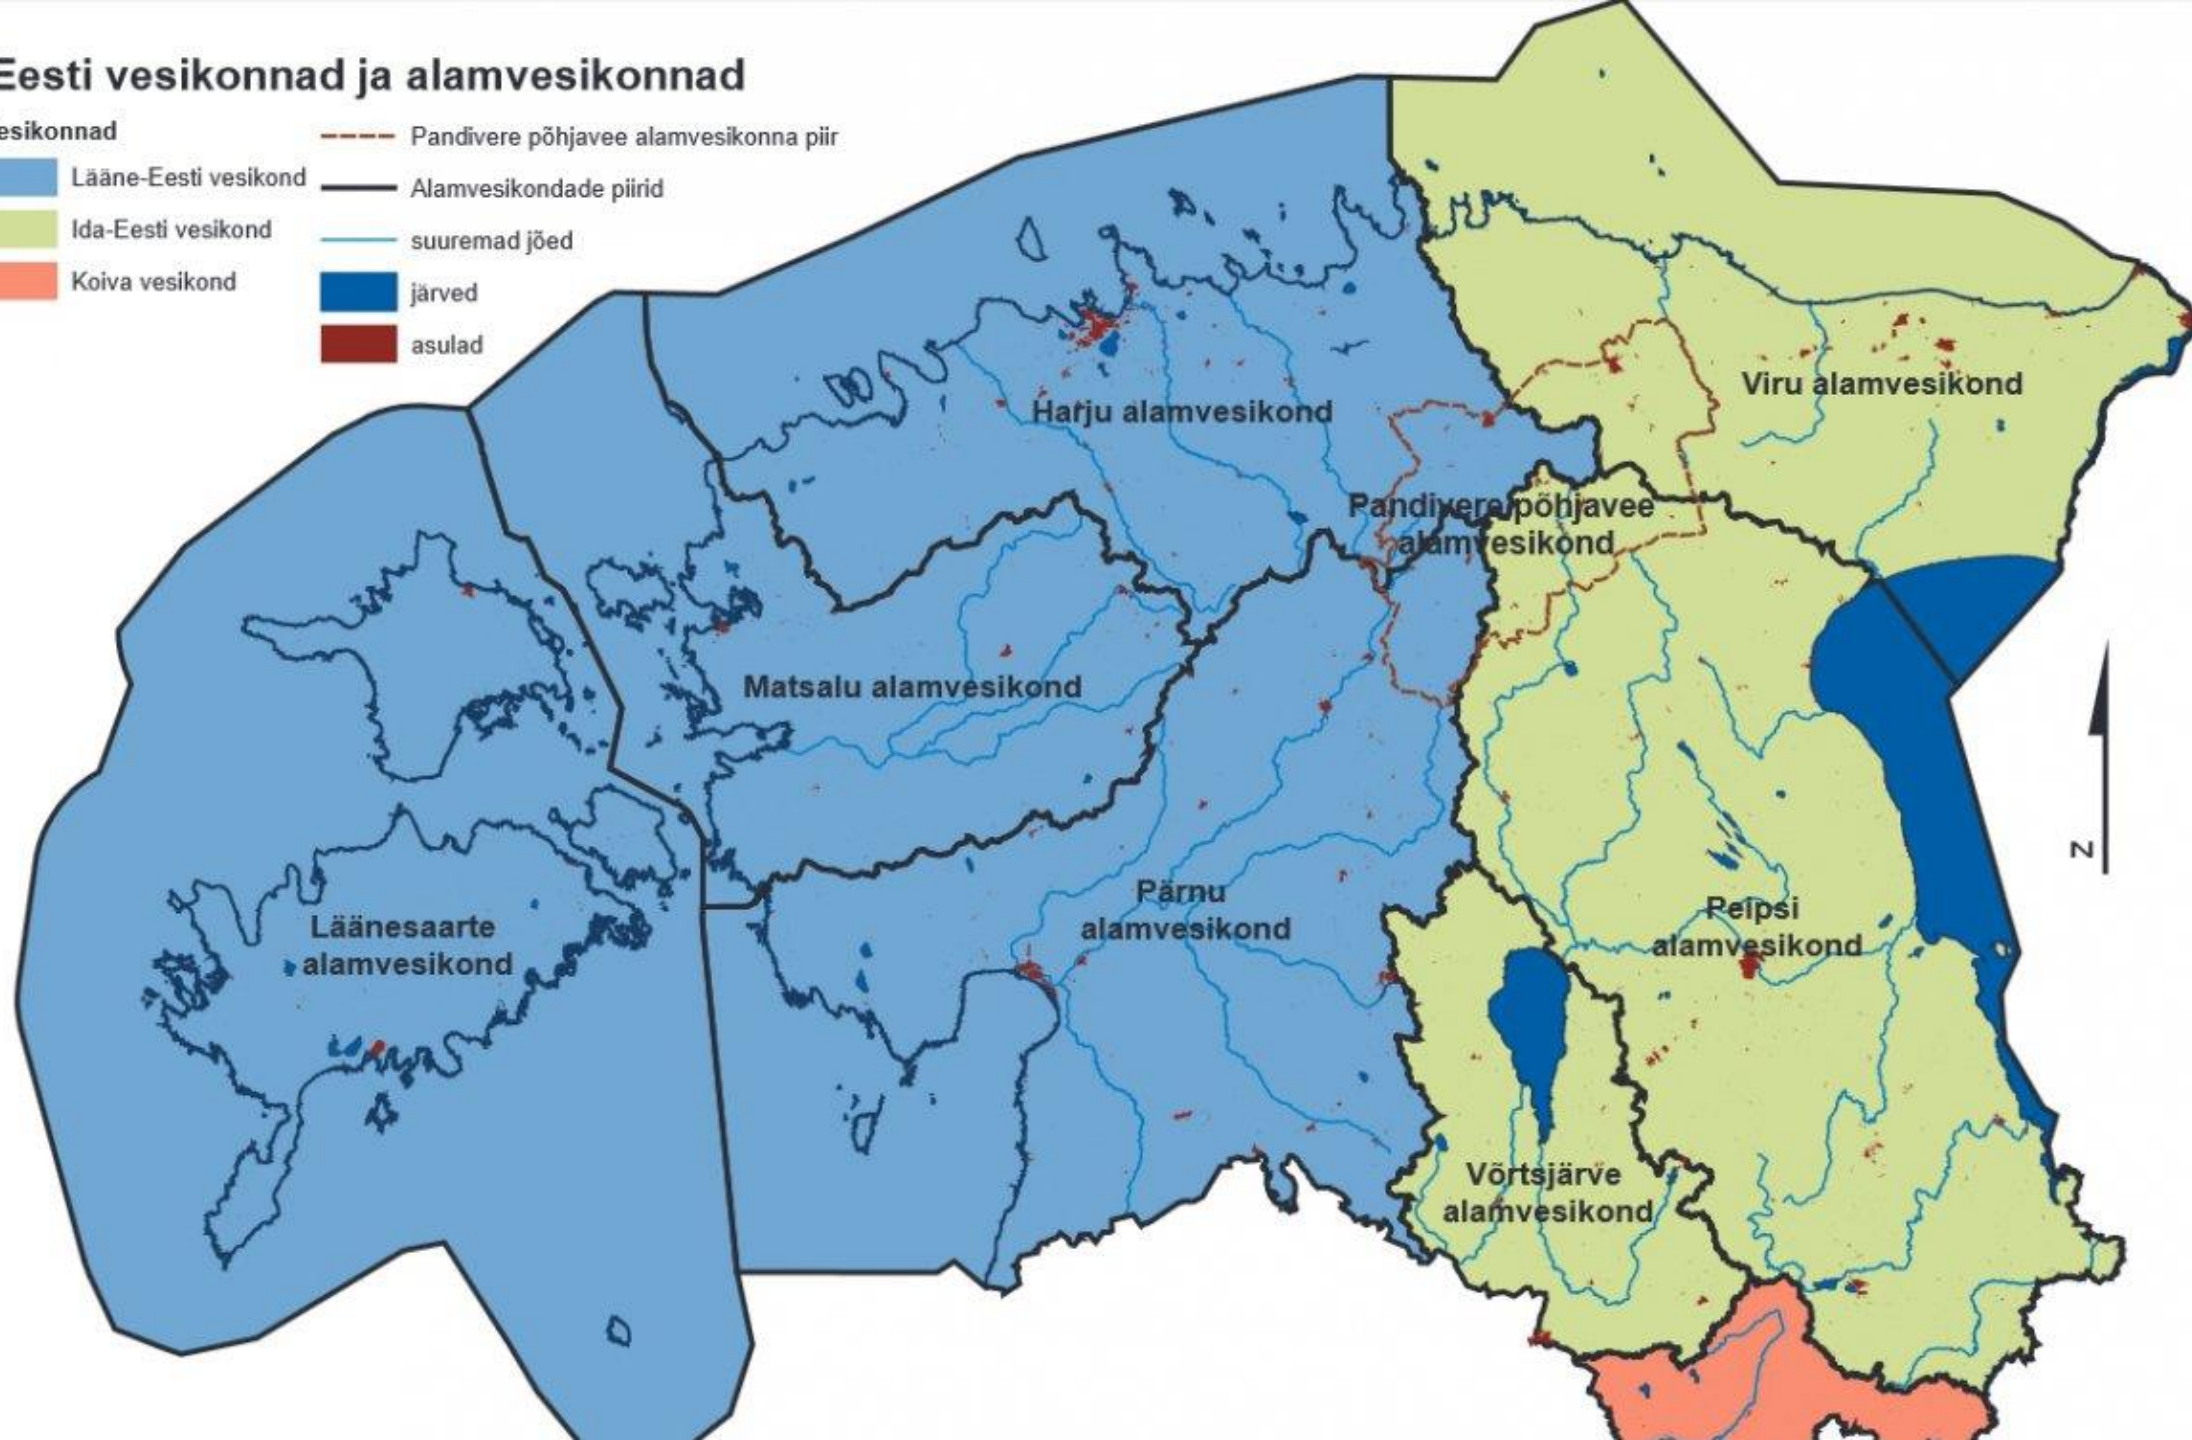 Eesti vesikonnad ja alamvesikonnad
esikonnad
Lääne-Eesti vesikond
Ida-Eesti vesikond
Koiva vesikond
Pandivere põhjavee alamvesikonna piir
Alamvesikondade piirid
suuremad jõed
järved
asulad
Harju alamvesikond
Viru alamvesikond
Pandivere põhjavee
alamvesikond
Matsalu alamvesikond
N
Läänesaarte
alamvesikond
Pärnu
alamvesikond
Peipsi
alamvesikond
Võrtsjärve
alamvesikond